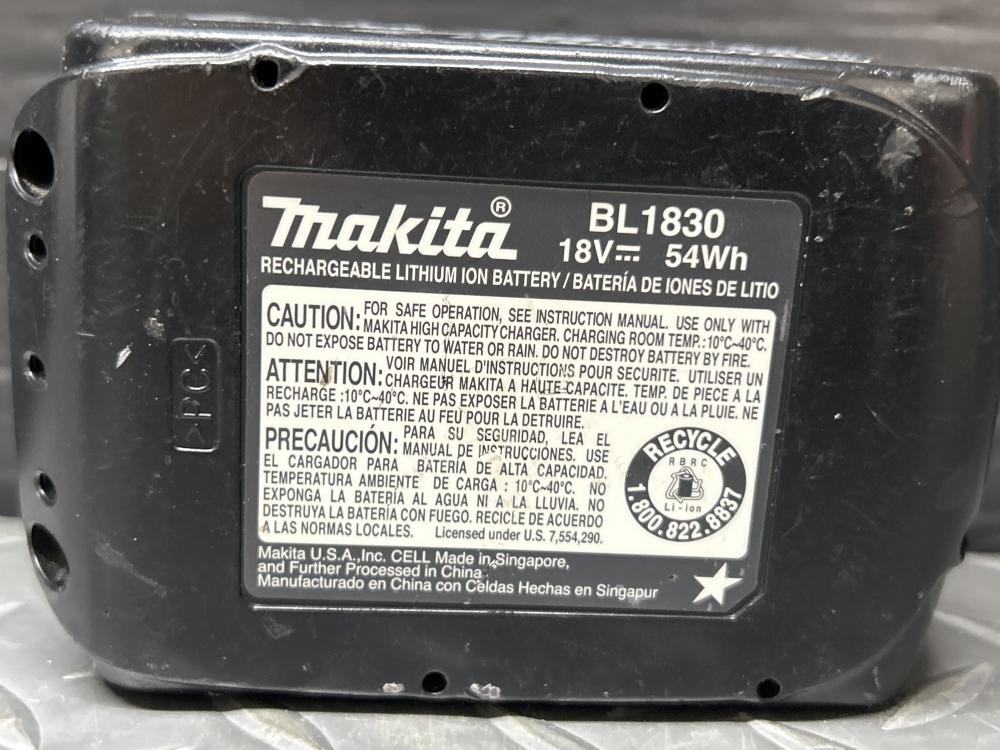 makita®
BL1830
18V⎓ 54Wh
RECHARGEABLE LITHIUM ION BATTERY / BATERÍA DE IONES DE LITIO
CAUTION: FOR SAFE OPERATION, SEE INSTRUCTION MANUAL. USE ONLY WITH
MAKITA HIGH CAPACITY CHARGER. CHARGING ROOM TEMP.:10°C~40°C.
DO NOT EXPOSE BATTERY TO WATER OR RAIN. DO NOT DESTROY BATTERY BY FIRE.
ATTENTION: VOIR MANUEL D'INSTRUCTIONS POUR SECURITE. UTILISER UN
CHARGEUR MAKITA A HAUTE CAPACITE. TEMP. DE PIECE A LA
RECHARGE :10°C~40°C. NE PAS EXPOSER LA BATTERIE A L'EAU OU A LA PLUIE. NE
PAS JETER LA BATTERIE AU FEU POUR LA DETRUIRE.
PRECAUCIÓN: PARA SU SEGURIDAD, LEA EL
MANUAL DE INSTRUCCIONES. USE
EL CARGADOR PARA BATERÍA DE ALTA CAPACIDAD.
TEMPERATURA AMBIENTE DE CARGA : 10°C~40°C. NO
EXPONGA LA BATERÍA AL AGUA NI A LA LLUVIA. NO
DESTRUYA LA BATERÍA CON FUEGO. RECICLE DE ACUERDO
A LAS NORMAS LOCALES. Licensed under U.S. 7,554,290.
RECYCLE
RBRC
Li-ion
1.800.822.8837
Makita U.S.A.,Inc. CELL Made in Singapore,
and Further Processed in China
Manufacturado en China con Celdas Hechas en Singapur
>PC<